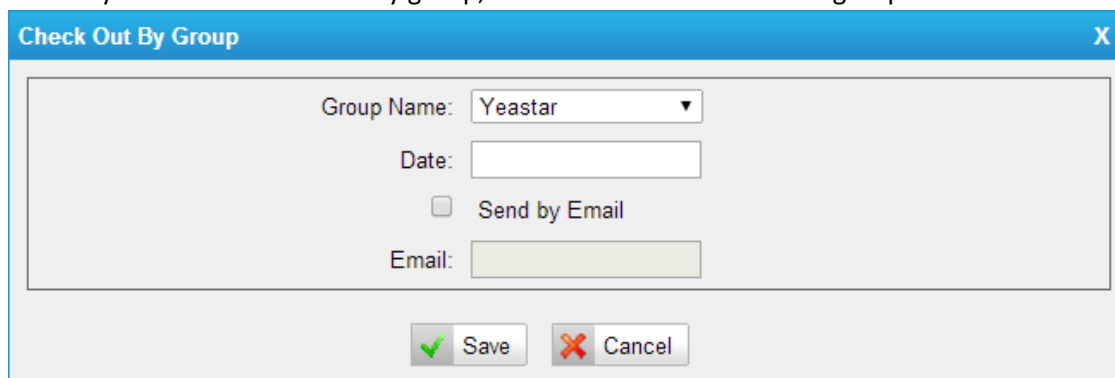 Check Out By Group X
Group Name: Yeastar
Date:
Send by Email
Email:
Save Cancel